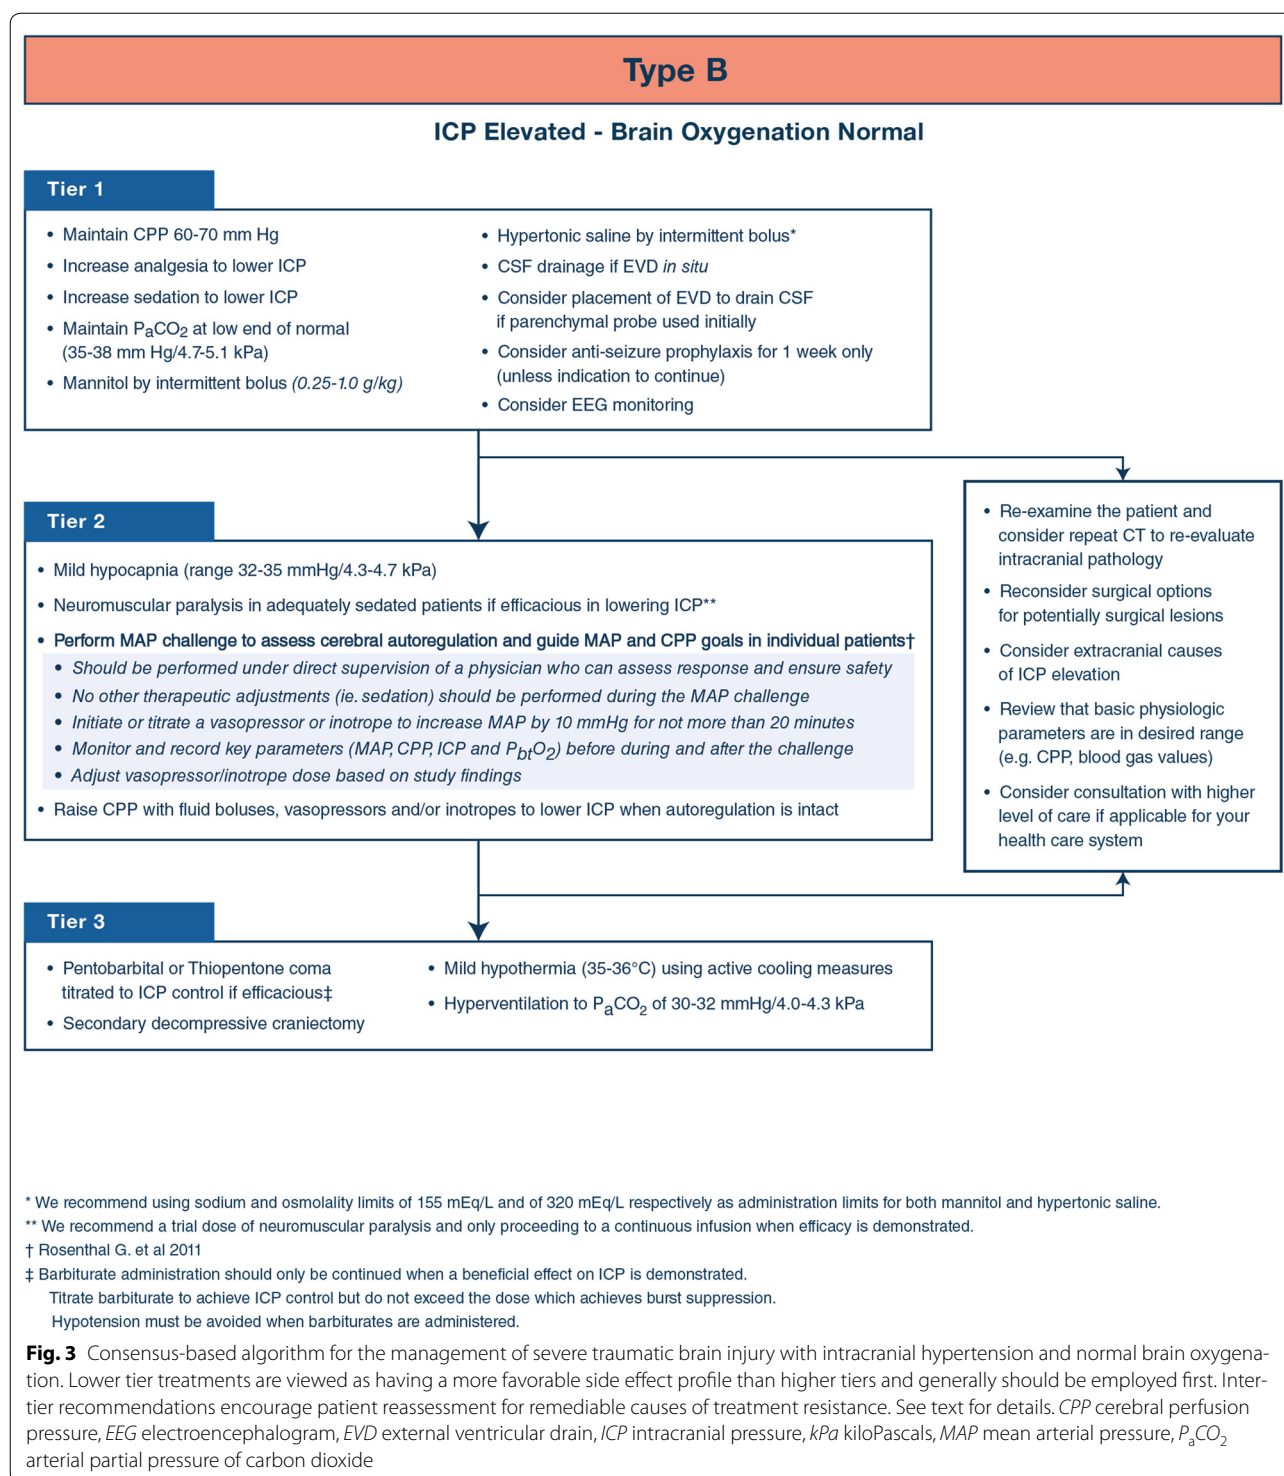 Type B
ICP Elevated - Brain Oxygenation Normal
Tier 1
• Maintain CPP 60-70 mm Hg
• Increase analgesia to lower ICP
• Increase sedation to lower ICP
• Maintain PaCO2 at low end of normal
(35-38 mm Hg/4.7-5.1 kPa)
• Mannitol by intermittent bolus (0.25-1.0 g/kg)
• Hypertonic saline by intermittent bolus*
• CSF drainage if EVD in situ
• Consider placement of EVD to drain CSF
if parenchymal probe used initially
• Consider anti-seizure prophylaxis for 1 week only
(unless indication to continue)
• Consider EEG monitoring
Tier 2
• Mild hypocapnia (range 32-35 mmHg/4.3-4.7 kPa)
• Neuromuscular paralysis in adequately sedated patients if efficacious in lowering ICP**
• Perform MAP challenge to assess cerebral autoregulation and guide MAP and CPP goals in individual patients†
• Should be performed under direct supervision of a physician who can assess response and ensure safety
• No other therapeutic adjustments (ie. sedation) should be performed during the MAP challenge
• Initiate or titrate a vasopressor or inotrope to increase MAP by 10 mmHg for not more than 20 minutes
• Monitor and record key parameters (MAP, CPP, ICP and PbtO2) before during and after the challenge
• Adjust vasopressor/inotrope dose based on study findings
• Raise CPP with fluid boluses, vasopressors and/or inotropes to lower ICP when autoregulation is intact
• Re-examine the patient and
consider repeat CT to re-evaluate
intracranial pathology
• Reconsider surgical options
for potentially surgical lesions
• Consider extracranial causes
of ICP elevation
• Review that basic physiologic
parameters are in desired range
(e.g. CPP, blood gas values)
• Consider consultation with higher
level of care if applicable for your
health care system
Tier 3
• Pentobarbital or Thiopentone coma
titrated to ICP control if efficacious‡
• Secondary decompressive craniectomy
• Mild hypothermia (35-36°C) using active cooling measures
• Hyperventilation to PaCO2 of 30-32 mmHg/4.0-4.3 kPa
* We recommend using sodium and osmolality limits of 155 mEq/L and of 320 mEq/L respectively as administration limits for both mannitol and hypertonic saline.
** We recommend a trial dose of neuromuscular paralysis and only proceeding to a continuous infusion when efficacy is demonstrated.
† Rosenthal G. et al 2011
‡ Barbiturate administration should only be continued when a beneficial effect on ICP is demonstrated.
Titrate barbiturate to achieve ICP control but do not exceed the dose which achieves burst suppression.
Hypotension must be avoided when barbiturates are administered.
Fig. 3 Consensus-based algorithm for the management of severe traumatic brain injury with intracranial hypertension and normal brain oxygena-
tion. Lower tier treatments are viewed as having a more favorable side effect profile than higher tiers and generally should be employed first. Inter-
tier recommendations encourage patient reassessment for remediable causes of treatment resistance. See text for details. CPP cerebral perfusion
pressure, EEG electroencephalogram, EVD external ventricular drain, ICP intracranial pressure, kPa kiloPascals, MAP mean arterial pressure, PaCO2
arterial partial pressure of carbon dioxide